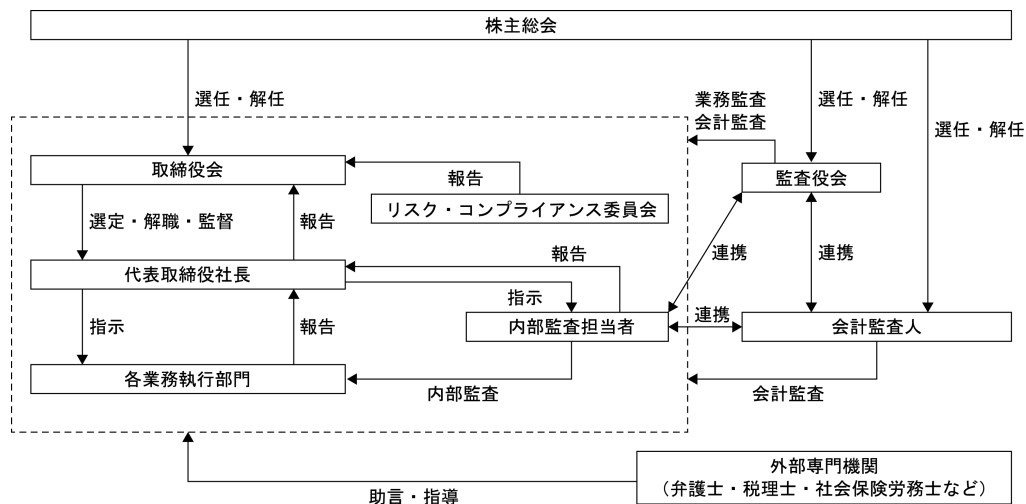 株主総会
選任・解任
業務監査
会計監査
選任・解任
選任・解任
取締役会
報告
監査役会
リスク・コンプライアンス委員会
選定・解職・監督
報告
連携
連携
報告
代表取締役社長
指示
指示
報告
内部監査担当者
連携
会計監査人
各業務執行部門
内部監査
会計監査
外部専門機関
（弁護士・税理士・社会保険労務士など）
助言・指導